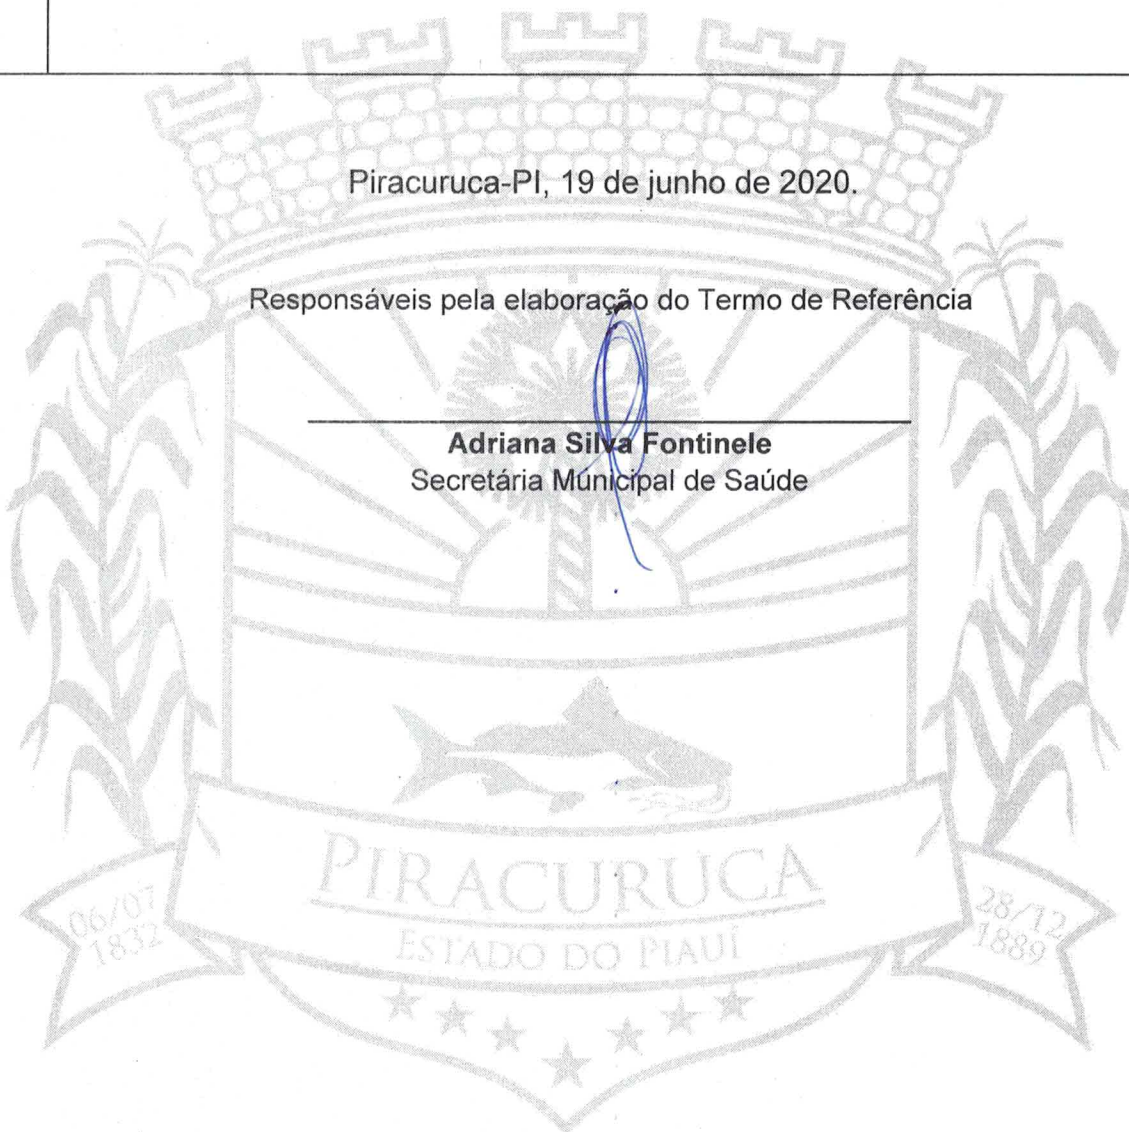 Piracuruca-PI, 19 de junho de 2020.
Responsáveis pela elaboração do Termo de Referência
Adriana Silva Fontinele
Secretária Municipal de Saúde
PIRACURUCA
ESTADO DO PIAUÍ
06/07
1832
28/12
1889